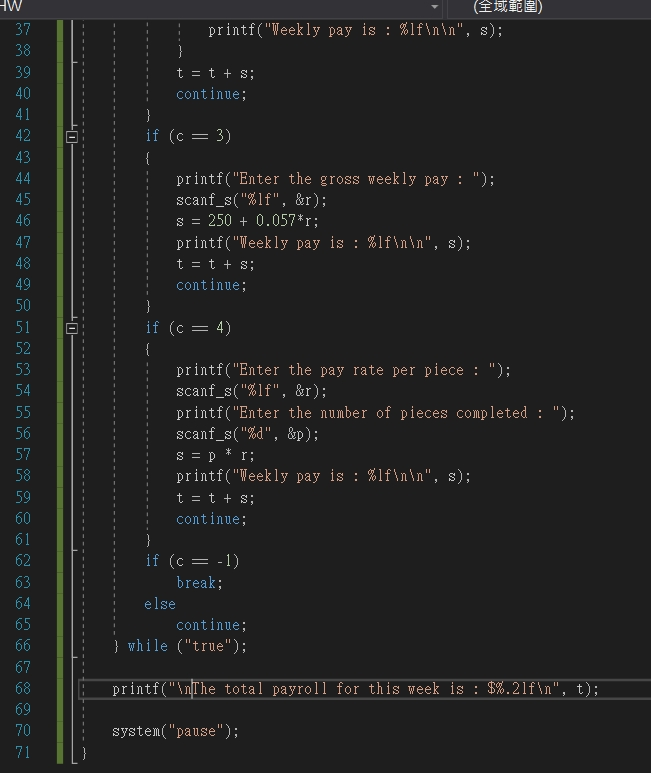 HW (全域範圍)
37 printf("Weekly pay is : %lf\n\n", s);
38 }
39 t = t + s;
40 continue;
41 }
42 if (c == 3)
43 {
44 printf("Enter the gross weekly pay : ");
45 scanf_s("%lf", &r);
46 s = 250 + 0.057*r;
47 printf("Weekly pay is : %lf\n\n", s);
48 t = t + s;
49 continue;
50 }
51 if (c == 4)
52 {
53 printf("Enter the pay rate per piece : ");
54 scanf_s("%lf", &r);
55 printf("Enter the number of pieces completed : ");
56 scanf_s("%d", &p);
57 s = p * r;
58 printf("Weekly pay is : %lf\n\n", s);
59 t = t + s;
60 continue;
61 }
62 if (c == -1)
63 break;
64 else
65 continue;
66 } while ("true");
67
68 printf("\nThe total payroll for this week is : $%.2lf\n", t);
69
70 system("pause");
71 }